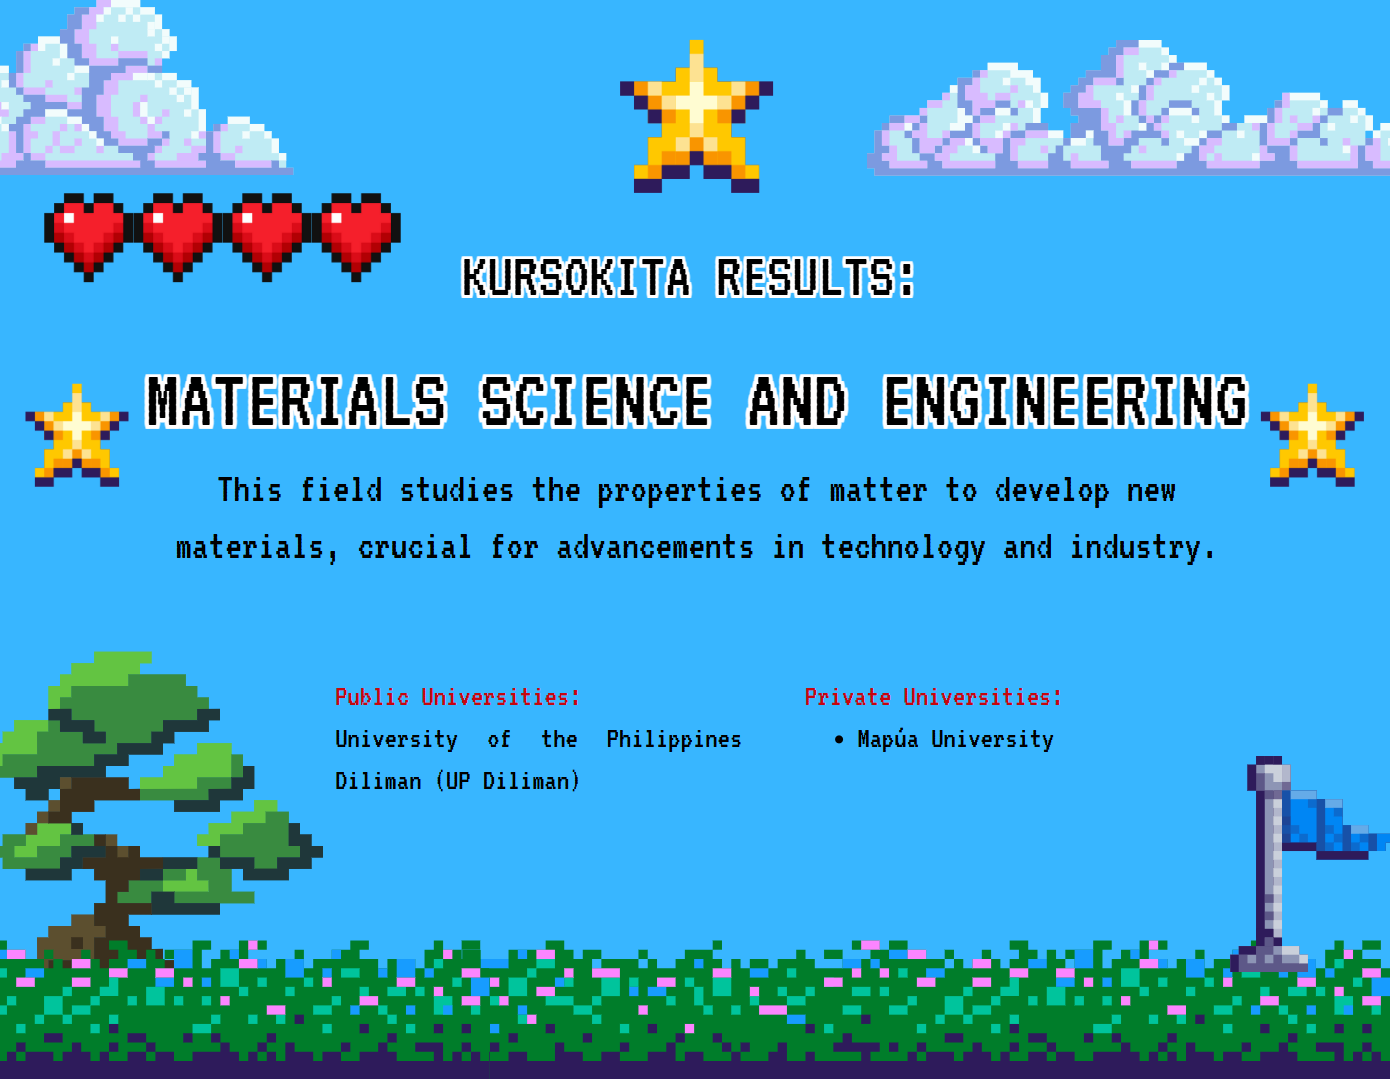 KURSOKITA RESULTS:
MATERIALS SCIENCE AND ENGINEERING
This field studies the properties of matter to develop new
materials, crucial for advancements in technology and industry.
Public Universities:
University of the Philippines
Diliman (UP Diliman)
Private Universities:
• Mapúa University